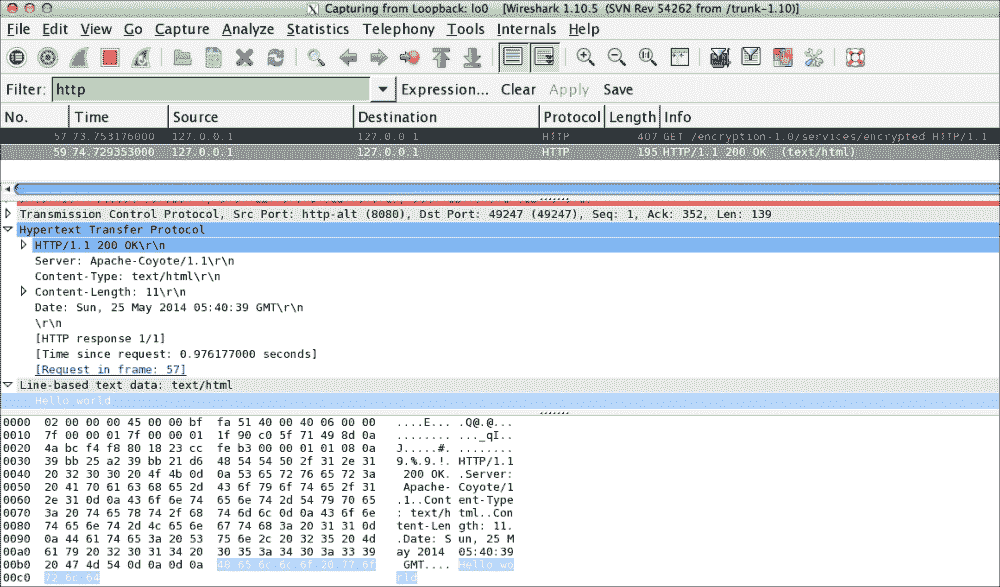 Capturing from Loopback: lo0 [Wireshark 1.10.5 (SVN Rev 54262 from /trunk-1.10)]
File Edit View Go Capture Analyze Statistics Telephony Tools Internals Help
Filter: http Expression... Clear Apply Save
No. Time Source Destination Protocol Length Info
57 73.753176000 127.0.0.1 127.0.0.1 HTTP 407 GET /encryption-1.0/services/encrypted HTTP/1.1
59 74.729353000 127.0.0.1 127.0.0.1 HTTP 195 HTTP/1.1 200 OK (text/html)
Transmission Control Protocol, Src Port: http-alt (8080), Dst Port: 49247 (49247), Seq: 1, Ack: 352, Len: 139
Hypertext Transfer Protocol
HTTP/1.1 200 OK\r\n
Server: Apache-Coyote/1.1\r\n
Content-Type: text/html\r\n
Content-Length: 11\r\n
Date: Sun, 25 May 2014 05:40:39 GMT\r\n
\r\n
[HTTP response 1/1]
[Time since request: 0.976177000 seconds]
[Request in frame: 57]
Line-based text data: text/html
Hello world
0000 02 00 00 00 45 00 00 bf fa 51 40 00 40 06 00 00 ....E... .Q@.@...
0010 7f 00 00 01 7f 00 00 01 1f 90 c0 5f 71 49 8d 0a ........ ..._qI..
0020 4a bc f4 f8 80 18 23 cc fe b3 00 00 01 01 08 0a J.....#. ........
0030 39 bb 25 a2 39 bb 21 d6 48 54 54 50 2f 31 2e 31 9.%.9.!. HTTP/1.1
0040 20 32 30 30 20 4f 4b 0d 0a 53 65 72 76 65 72 3a 200 OK. .Server:
0050 20 41 70 61 63 68 65 2d 43 6f 79 6f 74 65 2f 31 Apache- Coyote/1
0060 2e 31 0d 0a 43 6f 6e 74 65 6e 74 2d 54 79 70 65 .1..Cont ent-Type
0070 3a 20 74 65 78 74 2f 68 74 6d 6c 0d 0a 43 6f 6e : text/h tml..Con
0080 74 65 6e 74 2d 4c 65 6e 67 74 68 3a 20 31 31 0d tent-Len gth: 11.
0090 0a 44 61 74 65 3a 20 53 75 6e 2c 20 32 35 20 4d .Date: S un, 25 M
00a0 61 79 20 32 30 31 34 20 30 35 3a 34 30 3a 33 39 ay 2014 05:40:39
00b0 20 47 4d 54 0d 0a 0d 0a 48 65 6c 6c 6f 20 77 6f GMT.... Hello wo
00c0 72 6c 64 rld